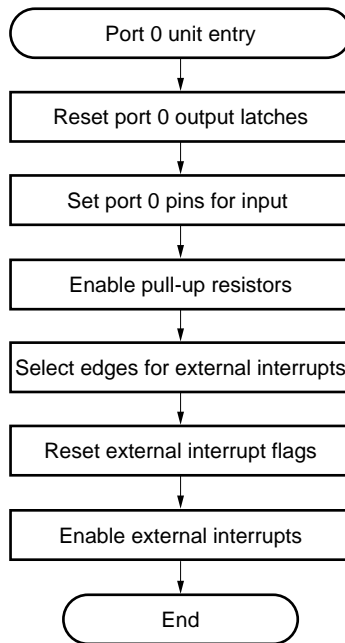 Port 0 unit entry
Reset port 0 output latches
Set port 0 pins for input
Enable pull-up resistors
Select edges for external interrupts
Reset external interrupt flags
Enable external interrupts
End